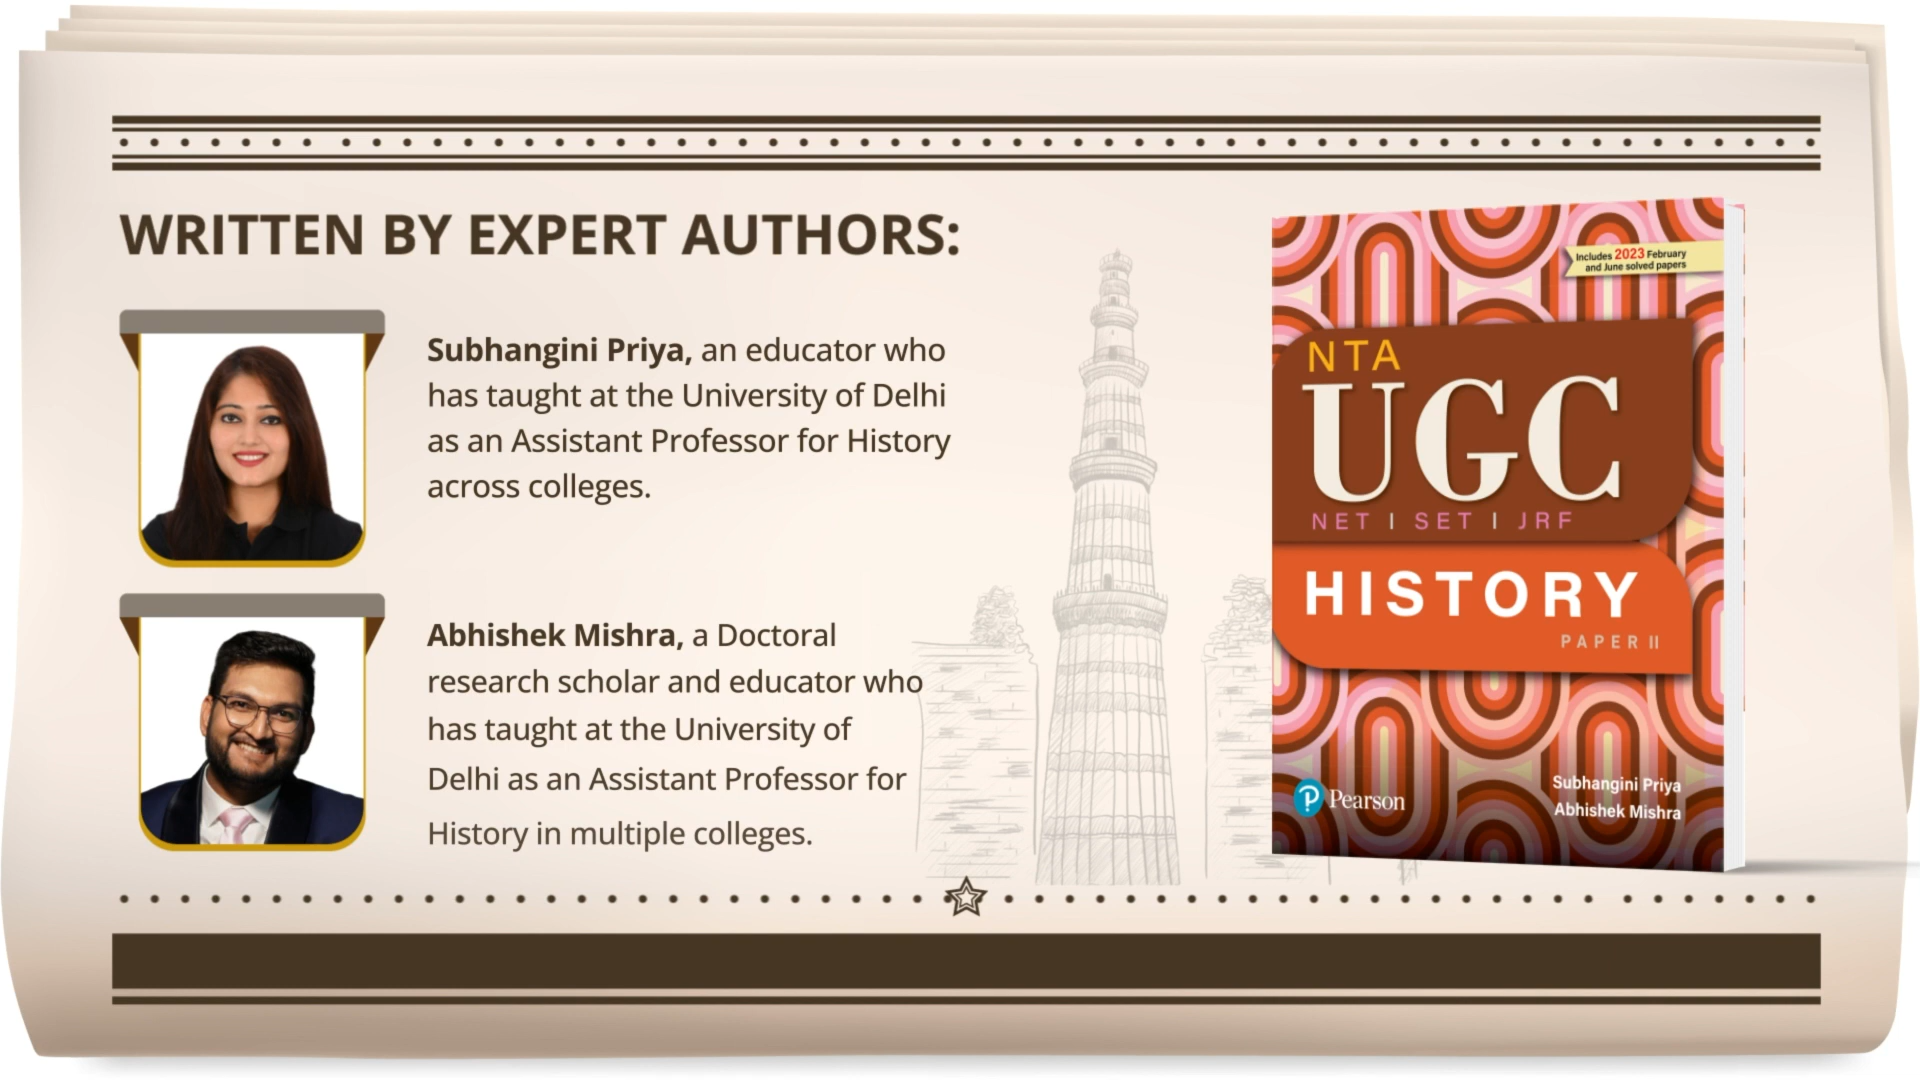 WRITTEN BY EXPERT AUTHORS:
Subhangini Priya, an educator who
has taught at the University of Delhi
as an Assistant Professor for History
across colleges.
Abhishek Mishra, a Doctoral
research scholar and educator who
has taught at the University of
Delhi as an Assistant Professor for
History in multiple colleges.
Includes 2023 February
and June solved papers
NTA
UGC
NET | SET | JRF
HISTORY
PAPER II
Pearson
Subhangini Priya
Abhishek Mishra